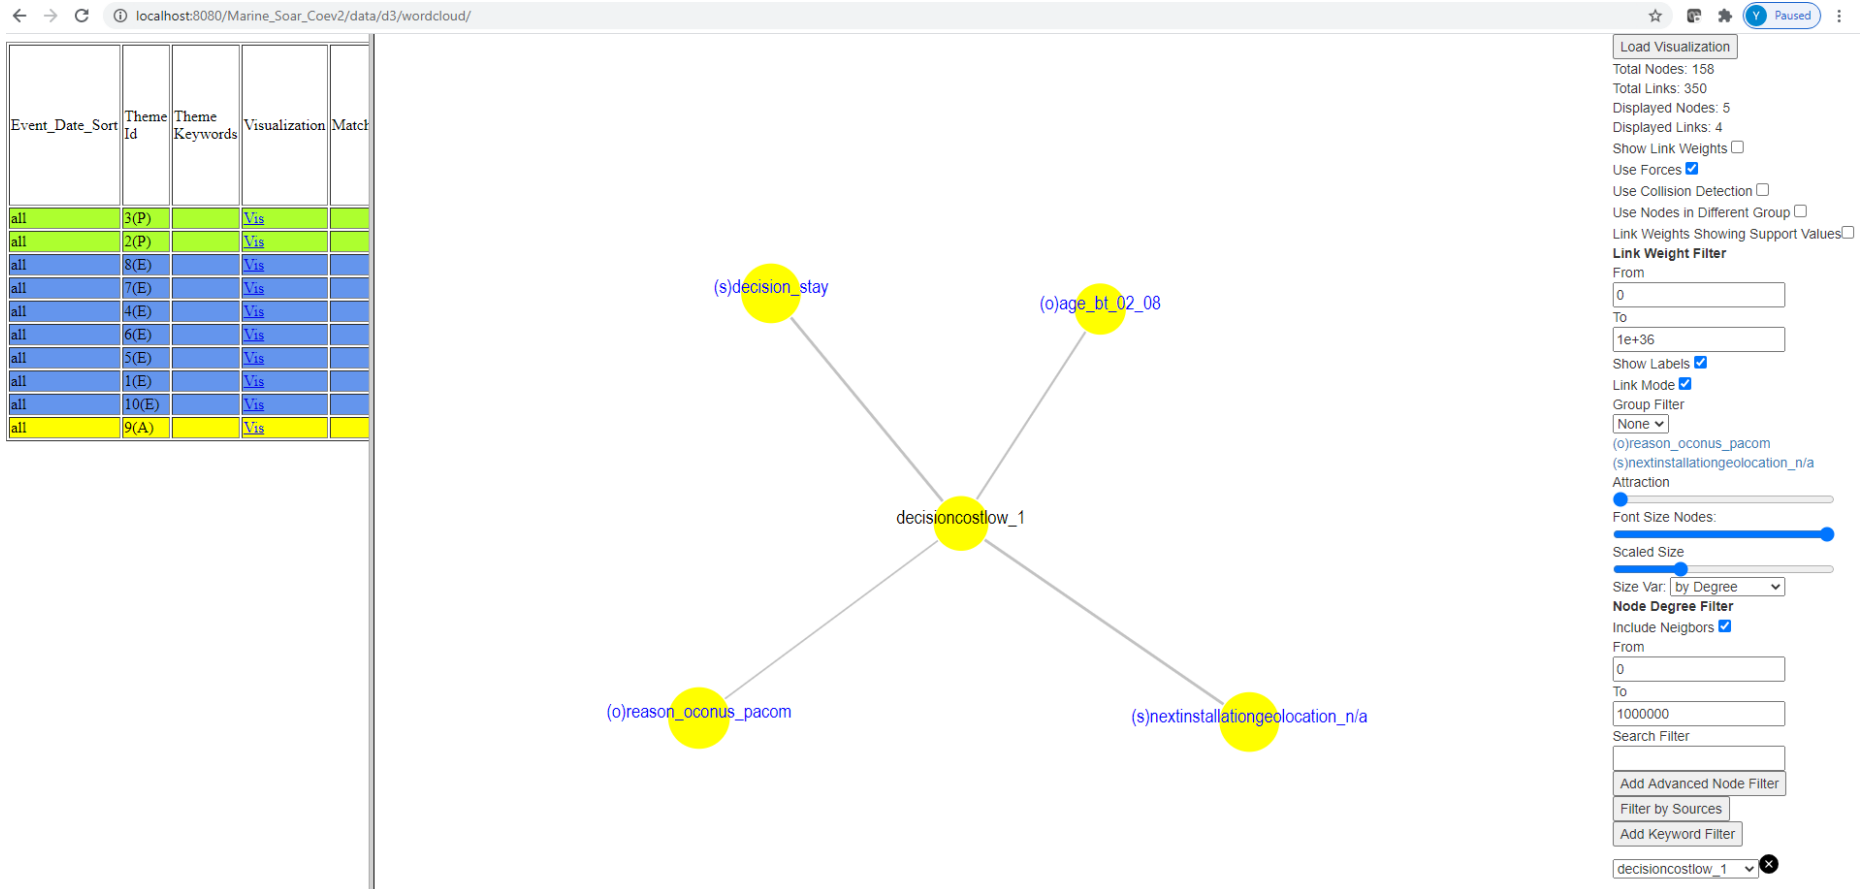 localhost:8080/Marine_Soar_Coev2/data/d3/wordcloud/
Y Paused
Event_Date_Sort Theme Id Theme Keywords Visualization Match
all 3(P) Vis
all 2(P) Vis
all 8(E) Vis
all 7(E) Vis
all 4(E) Vis
all 6(E) Vis
all 5(E) Vis
all 1(E) Vis
all 10(E) Vis
all 9(A) Vis
(s)decision_stay
(o)age_bt_02_08
decisioncostlow_1
(o)reason_oconus_pacom
(s)nextinstallationgeolocation_n/a
Load Visualization
Total Nodes: 158
Total Links: 350
Displayed Nodes: 5
Displayed Links: 4
Show Link Weights
Use Forces
Use Collision Detection
Use Nodes in Different Group
Link Weights Showing Support Values
Link Weight Filter
From
0
To
1e+36
Show Labels
Link Mode
Group Filter
None
(o)reason_oconus_pacom
(s)nextinstallationgeolocation_n/a
Attraction
Font Size Nodes:
Scaled Size
Size Var: by Degree
Node Degree Filter
Include Neigbors
From
0
To
1000000
Search Filter
Add Advanced Node Filter
Filter by Sources
Add Keyword Filter
decisioncostlow_1